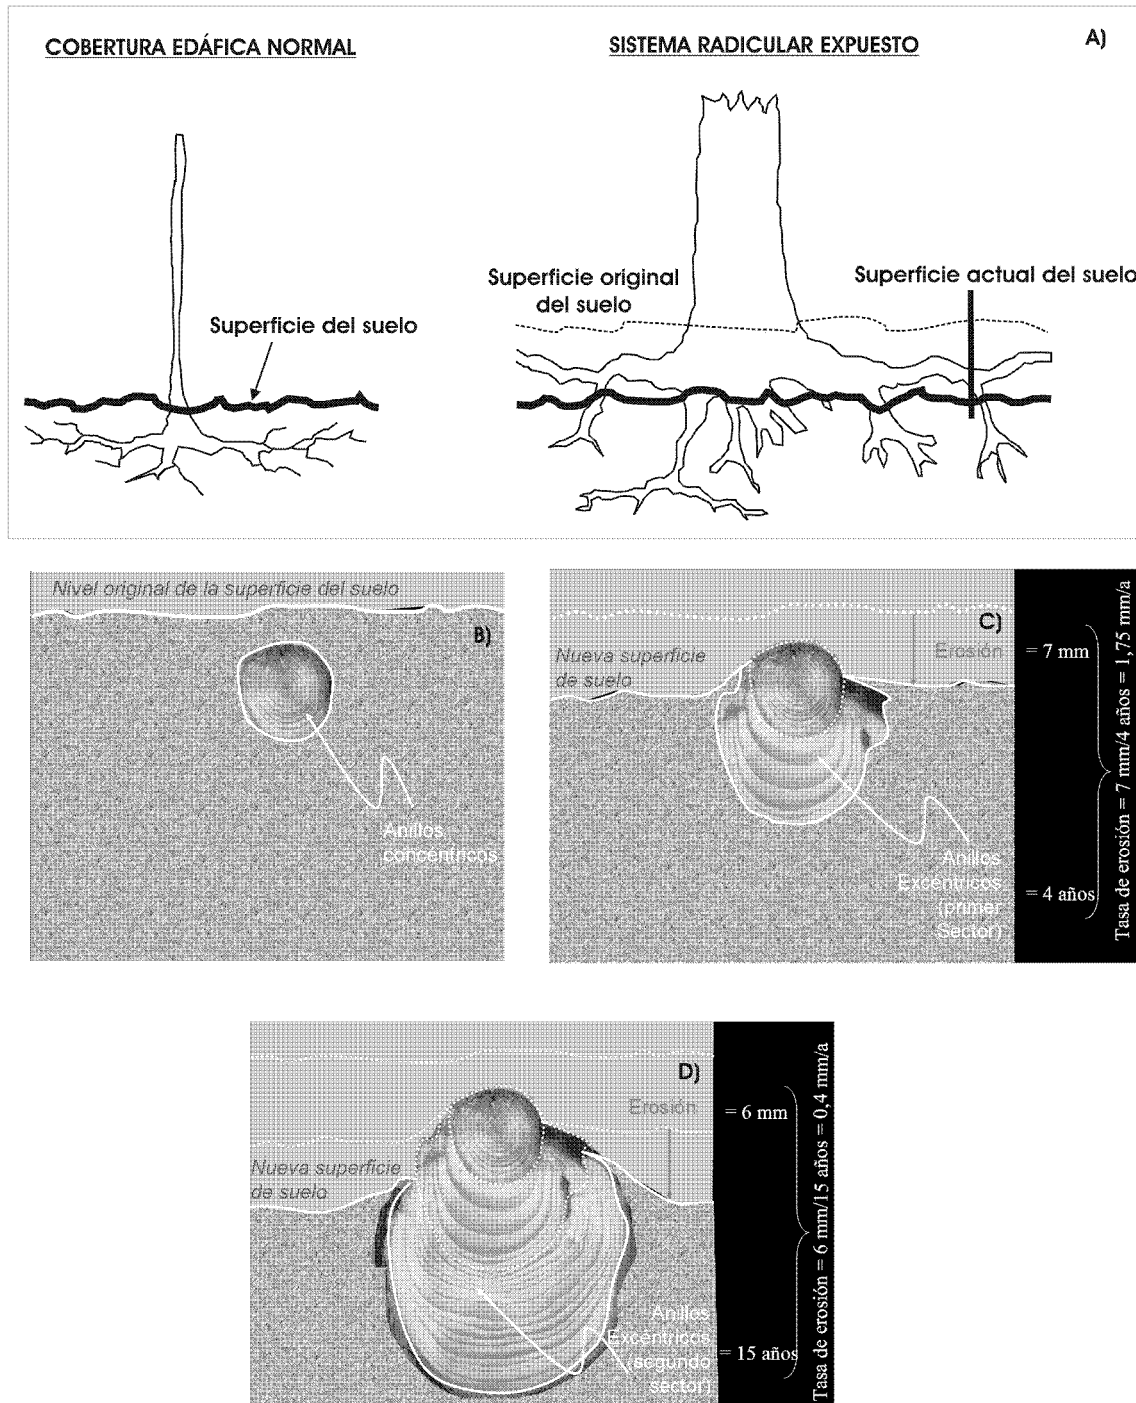 COBERTURA EDÁFICA NORMAL
SISTEMA RADICULAR EXPUESTO
A)
Superficie del suelo
Superficie original
del suelo
Superficie actual del suelo
Nivel original de la superficie del suelo
B)
Anillos
concéntricos
C)
Nueva superficie
de suelo
Erosión
Anillos
Excéntricos
(primer
Sector)
= 7 mm
= 4 años
Tasa de erosión = 7 mm/4 años = 1,75 mm/a
D)
Erosión
Nueva superficie
de suelo
Anillos
Excéntricos
(segundo
sector)
= 6 mm
= 15 años
Tasa de erosión = 6 mm/15 años = 0,4 mm/a